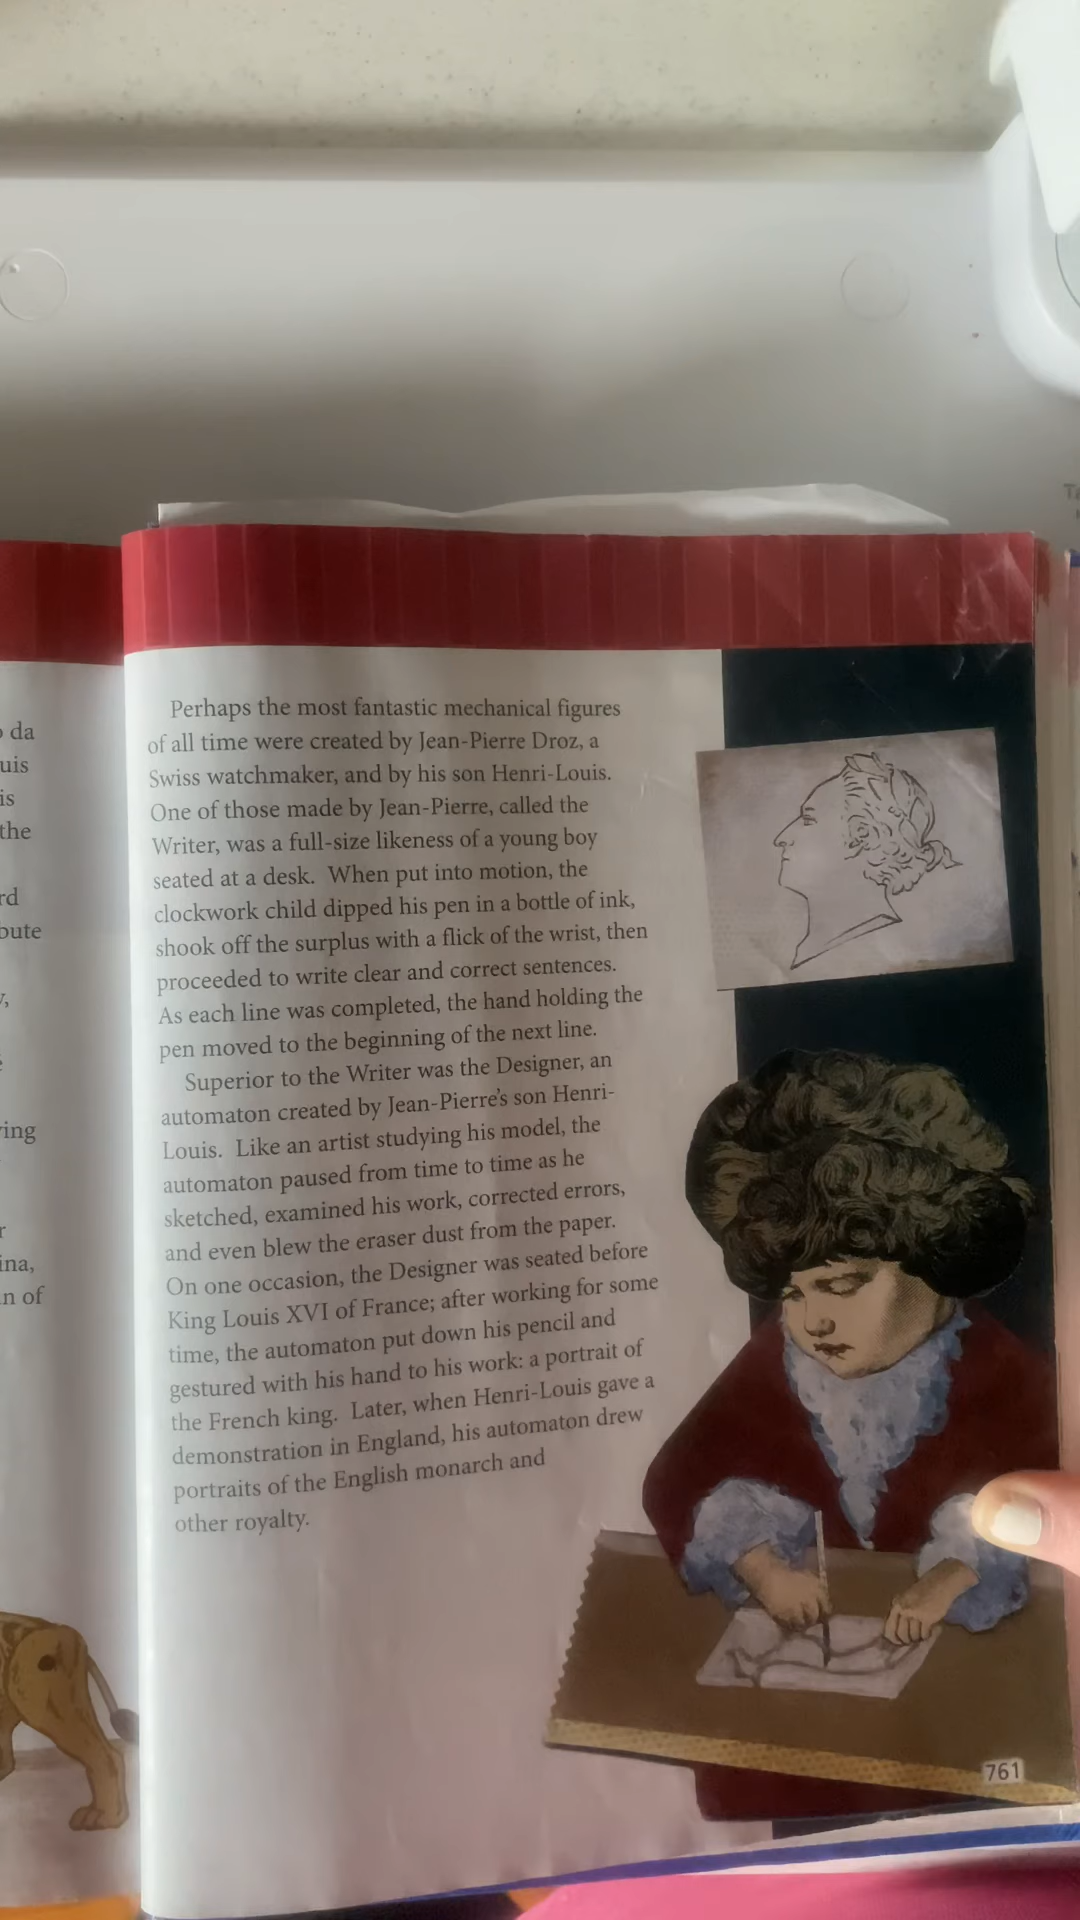 da
uis
is
the
rd
bute
ying
ina,
n of
Perhaps the most fantastic mechanical figures
of all time were created by Jean-Pierre Droz, a
Swiss watchmaker, and by his son Henri-Louis.
One of those made by Jean-Pierre, called the
Writer, was a full-size likeness of a young boy
seated at a desk. When put into motion, the
clockwork child dipped his pen in a bottle of ink,
shook off the surplus with a flick of the wrist, then
proceeded to write clear and correct sentences.
As each line was completed, the hand holding the
pen moved to the beginning of the next line.
Superior to the Writer was the Designer, an
automaton created by Jean-Pierre's son Henri-
Louis. Like an artist studying his model, the
automaton paused from time to time as he
sketched, examined his work, corrected errors,
and even blew the eraser dust from the paper.
On one occasion, the Designer was seated before
King Louis XVI of France; after working for some
time, the automaton put down his pencil and
gestured with his hand to his work: a portrait of
the French king. Later, when Henri-Louis gave a
demonstration in England, his automaton drew
portraits of the English monarch and
other royalty.
761